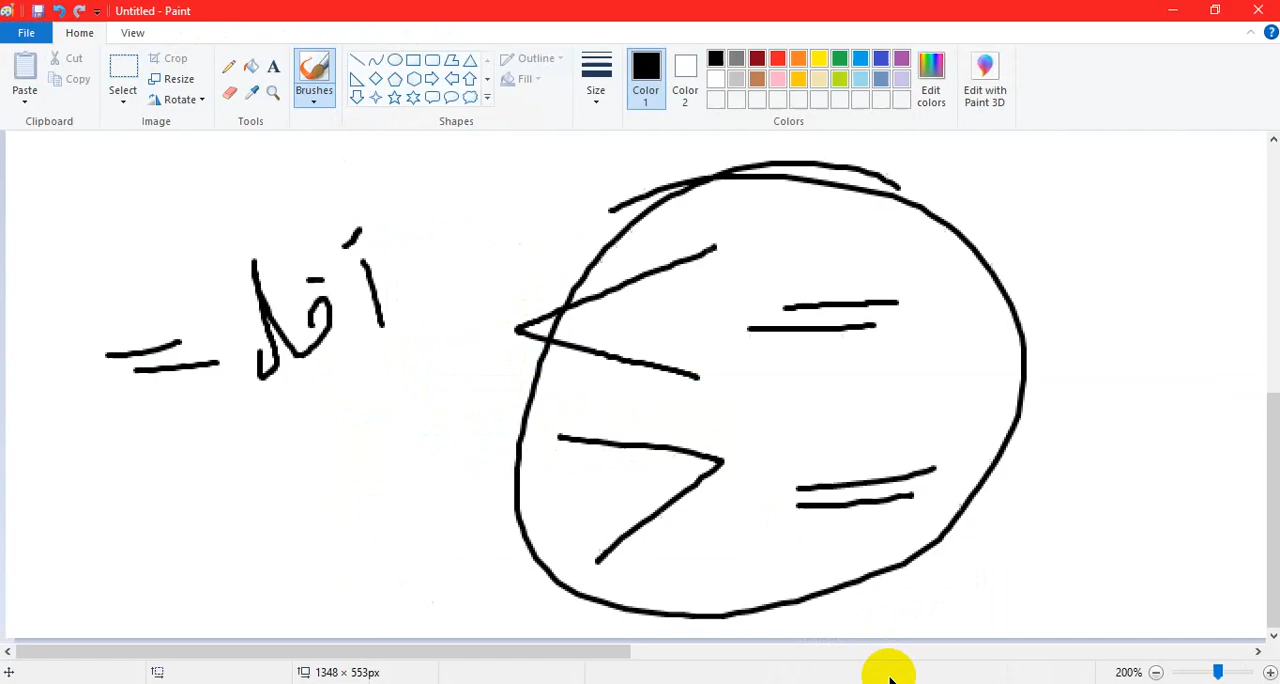 Untitled - Paint
File Home View
Paste Cut Copy Clipboard
Select Crop Resize Rotate Image
Tools
Brushes
Shapes Outline Fill
Size
Color 1 Color 2 Colors
Edit colors
Edit with Paint 3D
< =
> =
أقل =
1348 × 553px 200%